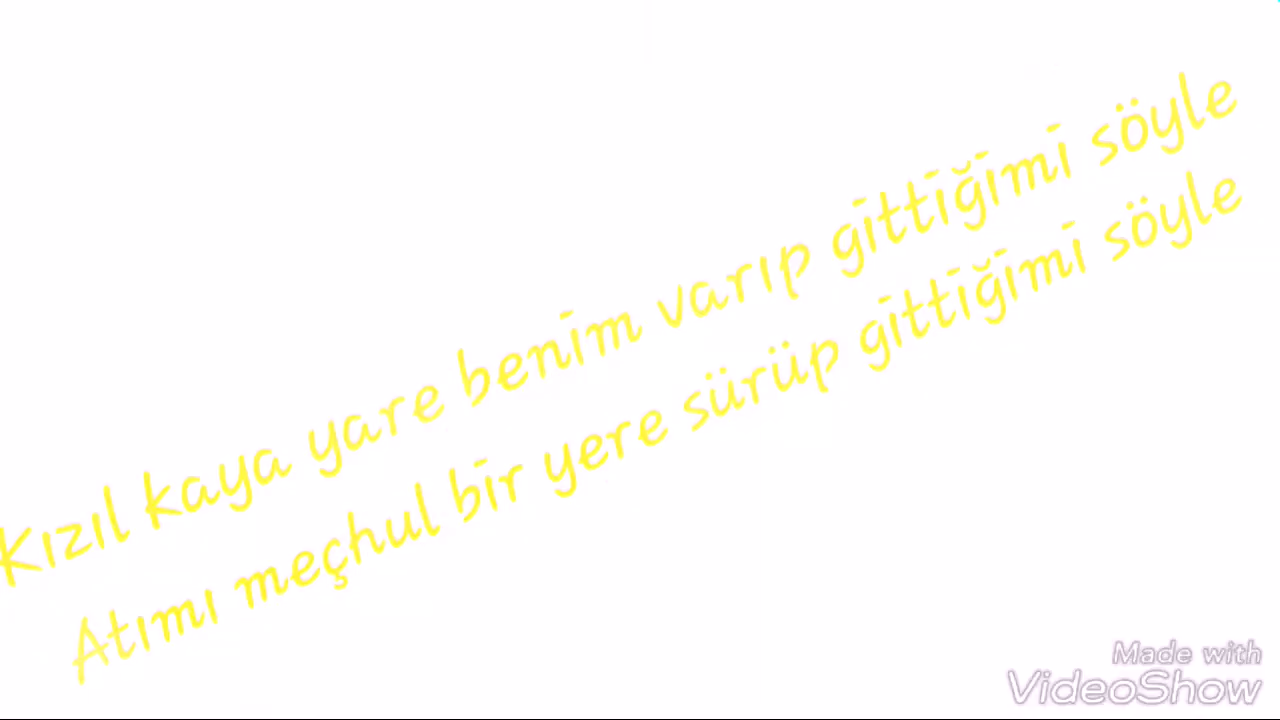 Kızıl kaya yare benim varıp gittiğimi söyle
Atımı meçhul bir yere sürüp gittiğimi söyle
Made with
VideoShow